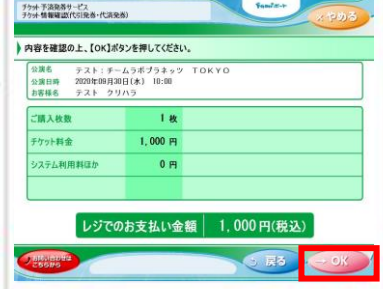 チケット予済発券サービス
チケット情報確認(代引発券・代済発券)
Famiポート
×やめる
内容を確認の上、【OK】ボタンを押してください。
公演名 テスト:チームラボプラネッツ TOKYO
公演日時 2020年09月30日(水) 10:00
お客様名 テスト クリハラ
ご購入枚数 1 枚
チケット料金 1,000 円
システム利用料ほか 0 円
レジでのお支払い金額 1,000円(税込)
お問い合わせは
こちらから
戻る
→ OK